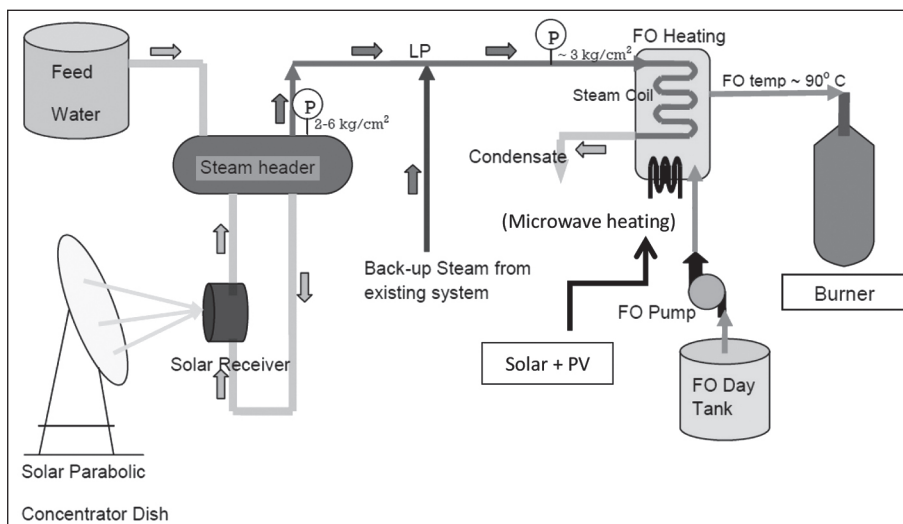 Feed
Water
P
2-6 kg/cm²
LP
P
~ 3 kg/cm²
FO Heating
Steam Coil
FO temp ~ 90° C
Steam header
Condensate
(Microwave heating)
Back-up Steam from
existing system
Solar Receiver
FO Pump
Burner
Solar + PV
FO Day
Tank
Solar Parabolic
Concentrator Dish